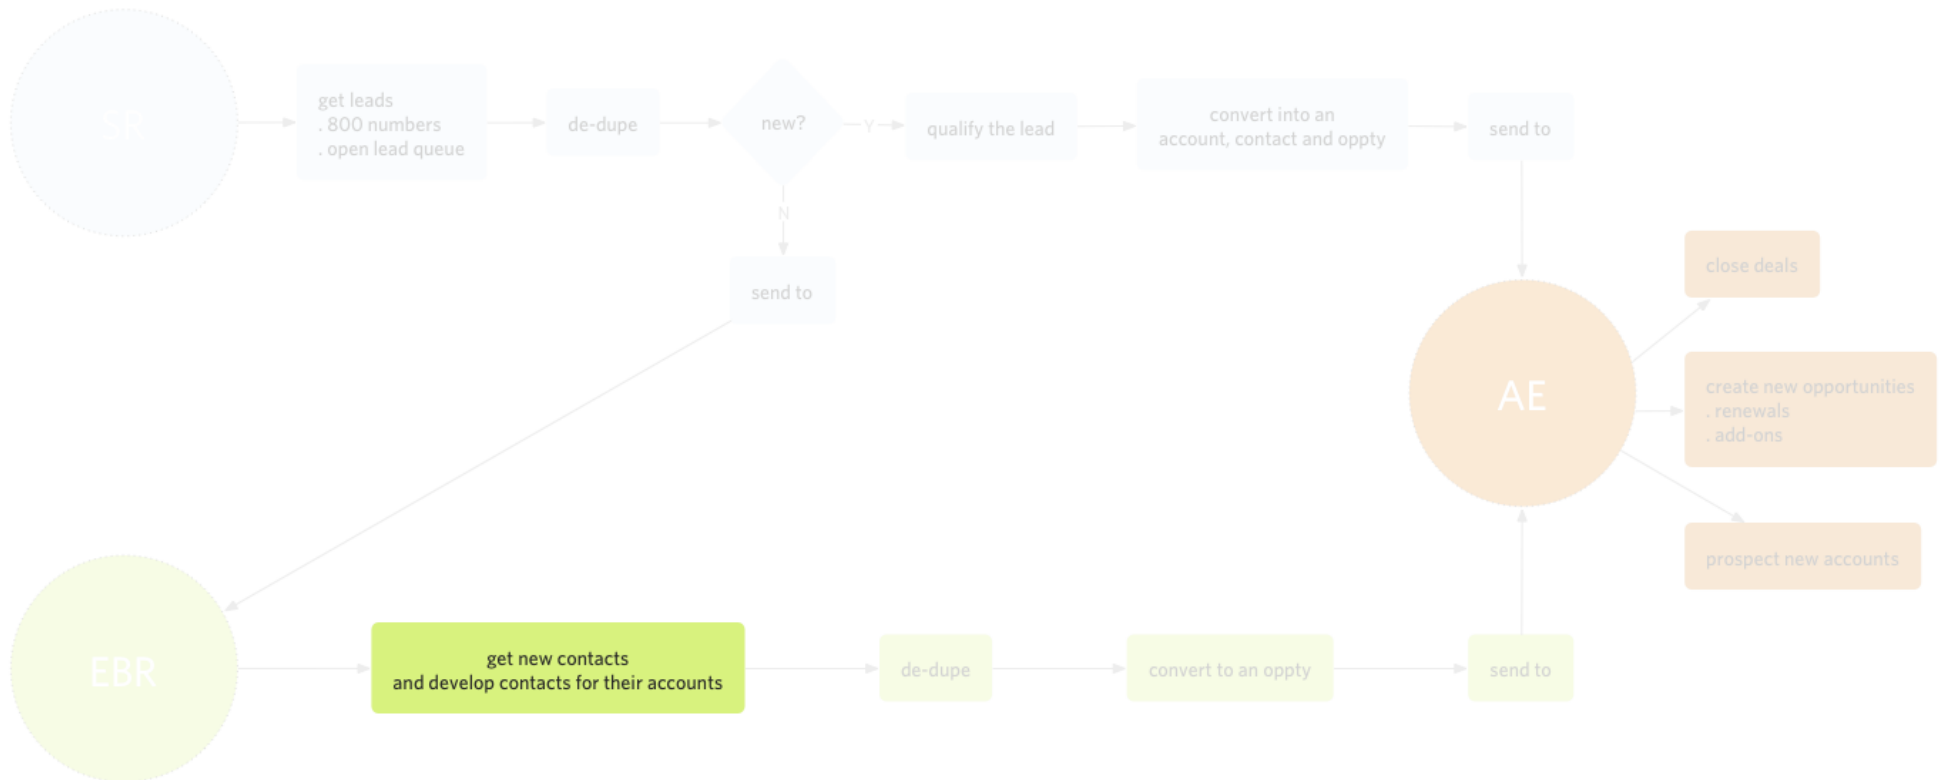 SR
get leads
. 800 numbers
. open lead queue
de-dupe
new?
Y
qualify the lead
convert into an
account, contact and oppty
send to
N
send to
close deals
AE
create new opportunities
. renewals
. add-ons
prospect new accounts
EBR
get new contacts
and develop contacts for their accounts
de-dupe
convert to an oppty
send to